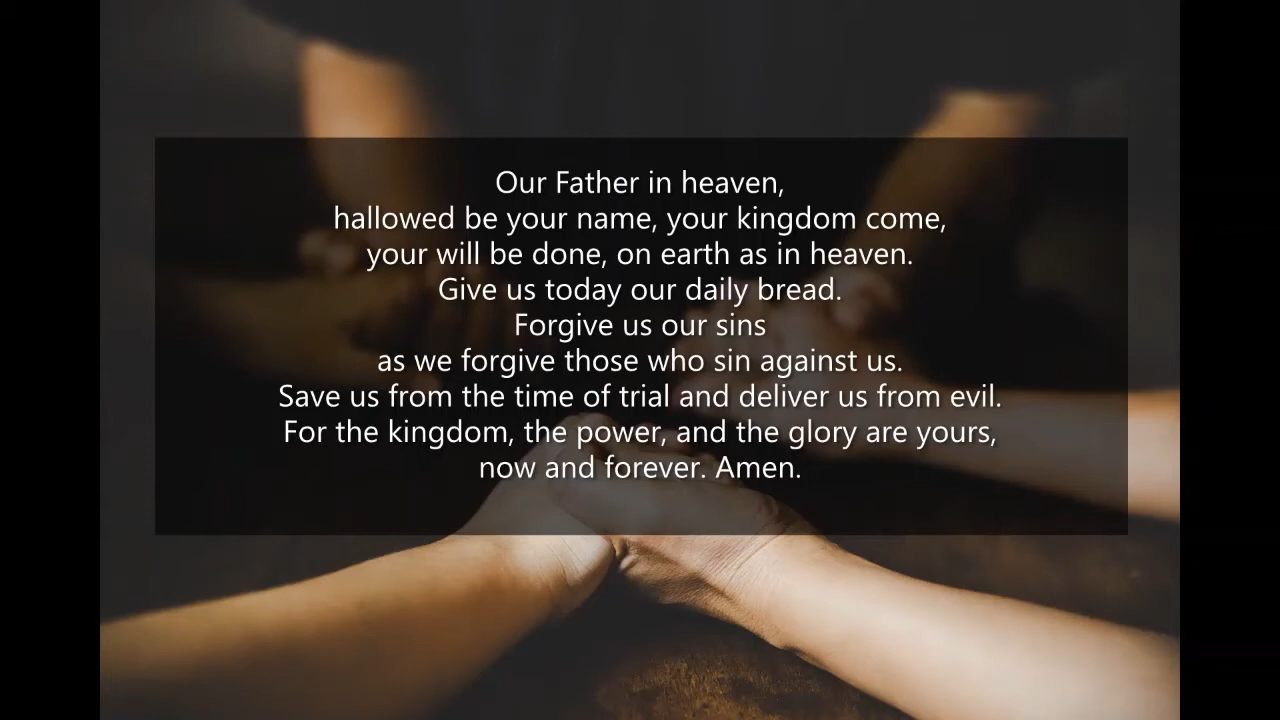 Our Father in heaven,
hallowed be your name, your kingdom come,
your will be done, on earth as in heaven.
Give us today our daily bread.
Forgive us our sins
as we forgive those who sin against us.
Save us from the time of trial and deliver us from evil.
For the kingdom, the power, and the glory are yours,
now and forever. Amen.